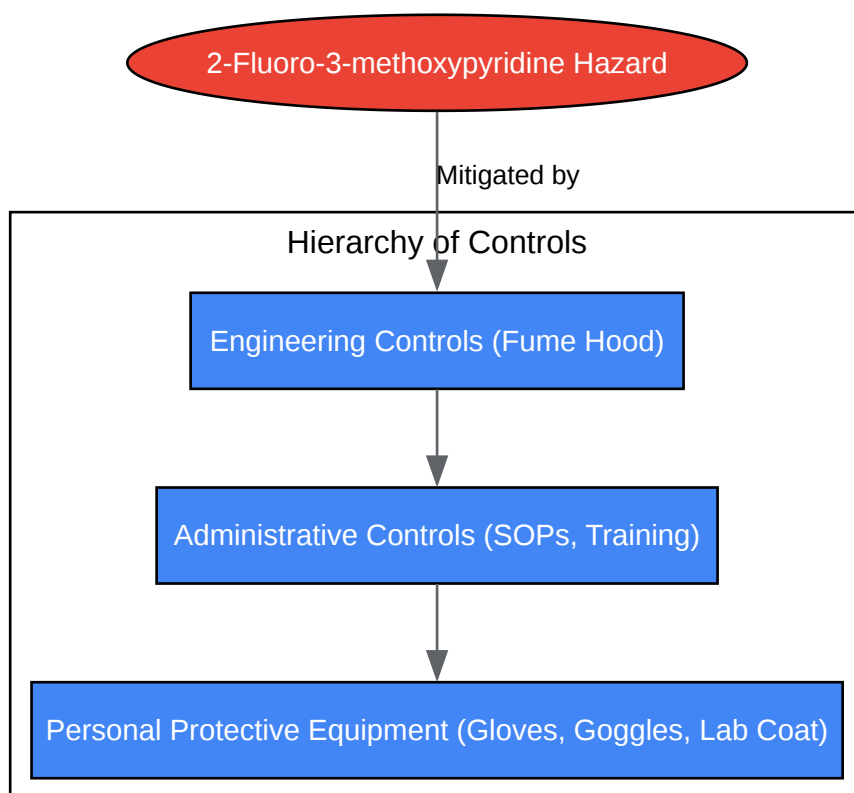 2-Fluoro-3-methoxypyridine Hazard
Mitigated by
Hierarchy of Controls
Engineering Controls (Fume Hood)
Administrative Controls (SOPs, Training)
Personal Protective Equipment (Gloves, Goggles, Lab Coat)